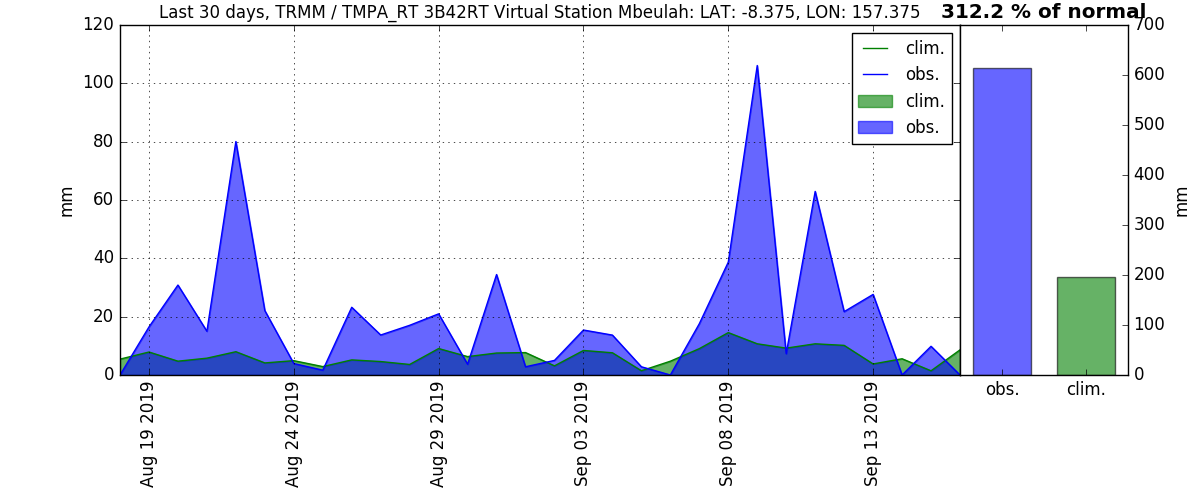 Last 30 days, TRMM / TMPA_RT 3B42RT Virtual Station Mbeulah: LAT: -8.375, LON: 157.375 312.2 % of normal
120
100
80
60
40
20
0
mm
clim.
obs.
clim.
obs.
700
600
500
400
300
200
100
0
mm
obs. clim.
Aug 19 2019
Aug 24 2019
Aug 29 2019
Sep 03 2019
Sep 08 2019
Sep 13 2019